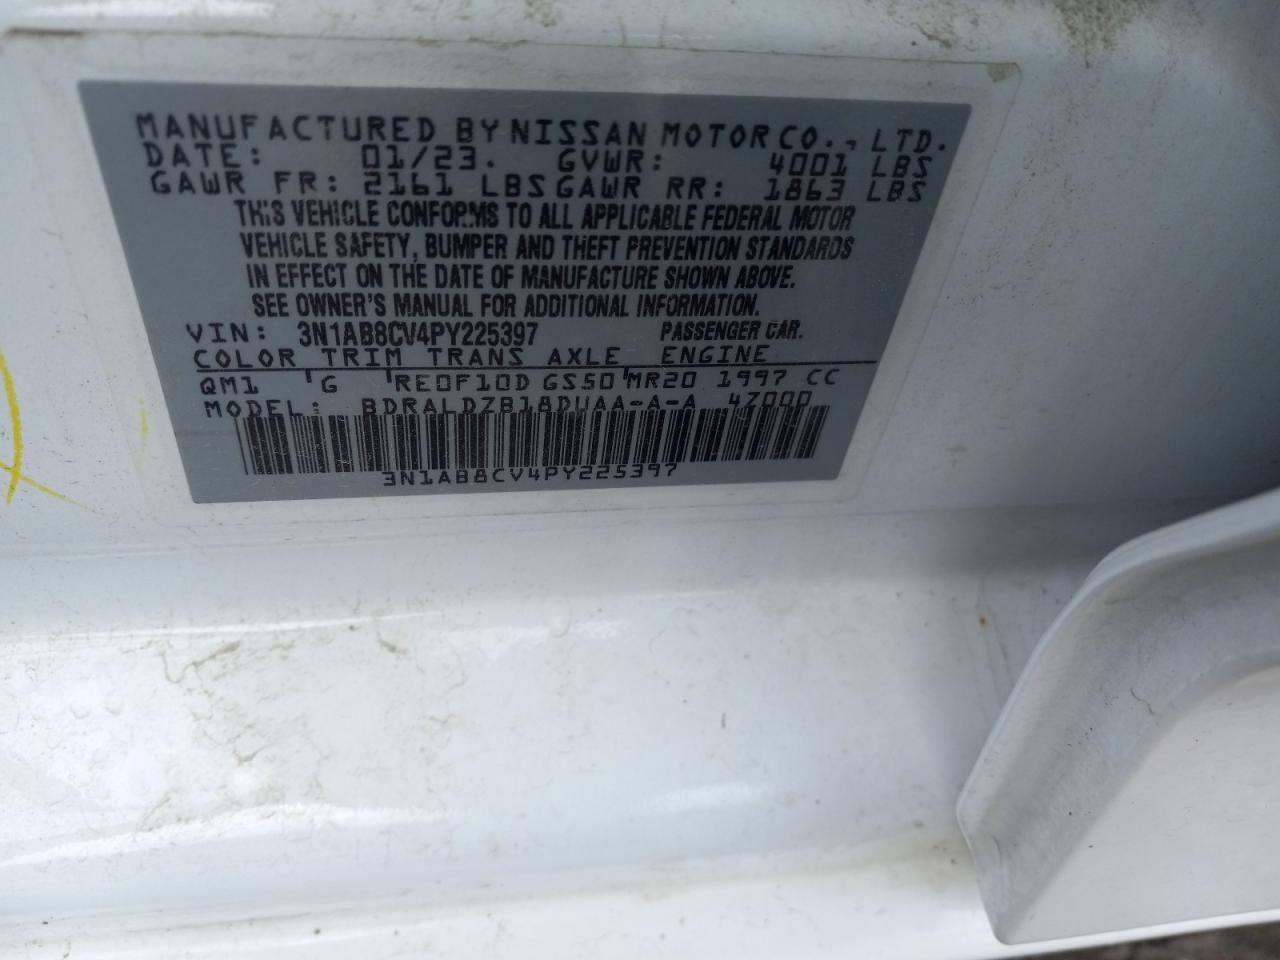 MANUFACTURED BY NISSAN MOTOR CO., LTD.
DATE: 01/23. GVWR: 4001 LBS
GAWR FR: 2161 LBS GAWR RR: 1863 LBS
THIS VEHICLE CONFORMS TO ALL APPLICABLE FEDERAL MOTOR
VEHICLE SAFETY, BUMPER AND THEFT PREVENTION STANDARDS
IN EFFECT ON THE DATE OF MANUFACTURE SHOWN ABOVE.
SEE OWNER'S MANUAL FOR ADDITIONAL INFORMATION.
VIN: 3N1AB8CV4PY225397 PASSENGER CAR.
COLOR TRIM TRANS AXLE ENGINE
QM1 G RE0F10D GS50 MR20 1997 CC
MODEL: BDRALDZB18DUAA-A-A 47000
3N1AB8CV4PY225397